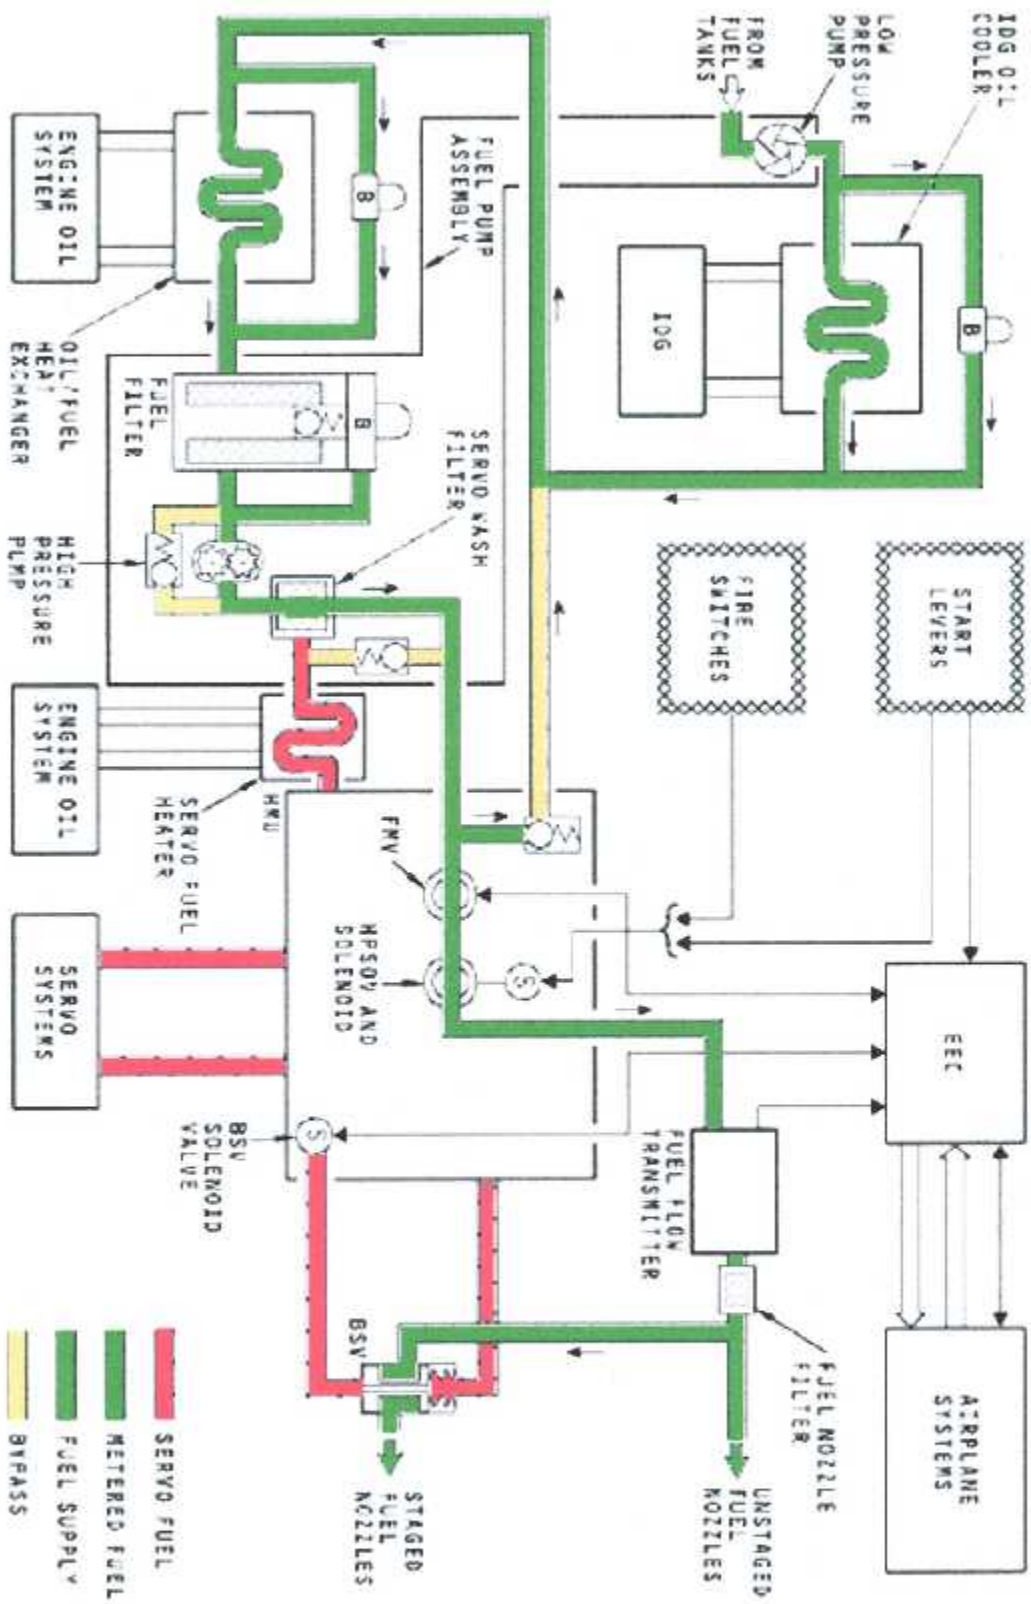 IDG OIL
COOLER
LOW
PRESSURE
PUMP
FROM
FUEL
TANKS
IDG
B
START
LEVERS
FIRE
SWITCHES
EEC
AIRPLANE
SYSTEMS
FUEL PUMP
ASSEMBLY
B
ENGINE OIL
SYSTEM
OIL/FUEL
HEAT
EXCHANGER
FUEL
FILTER
B
SERVO WASH
FILTER
HIGH
PRESSURE
PUMP
ENGINE OIL
SYSTEM
SERVO FUEL
HEATER
HMU
FMV
HPSOV AND
SOLENOID
S
S
BSV
SOLENOID
VALVE
SERVO
SYSTEMS
FUEL FLOW
TRANSMITTER
FUEL NOZZLE
FILTER
UNSTAGED
FUEL
NOZZLES
BSV
STAGED
FUEL
NOZZLES
SERVO FUEL
METERED FUEL
FUEL SUPPLY
BYPASS